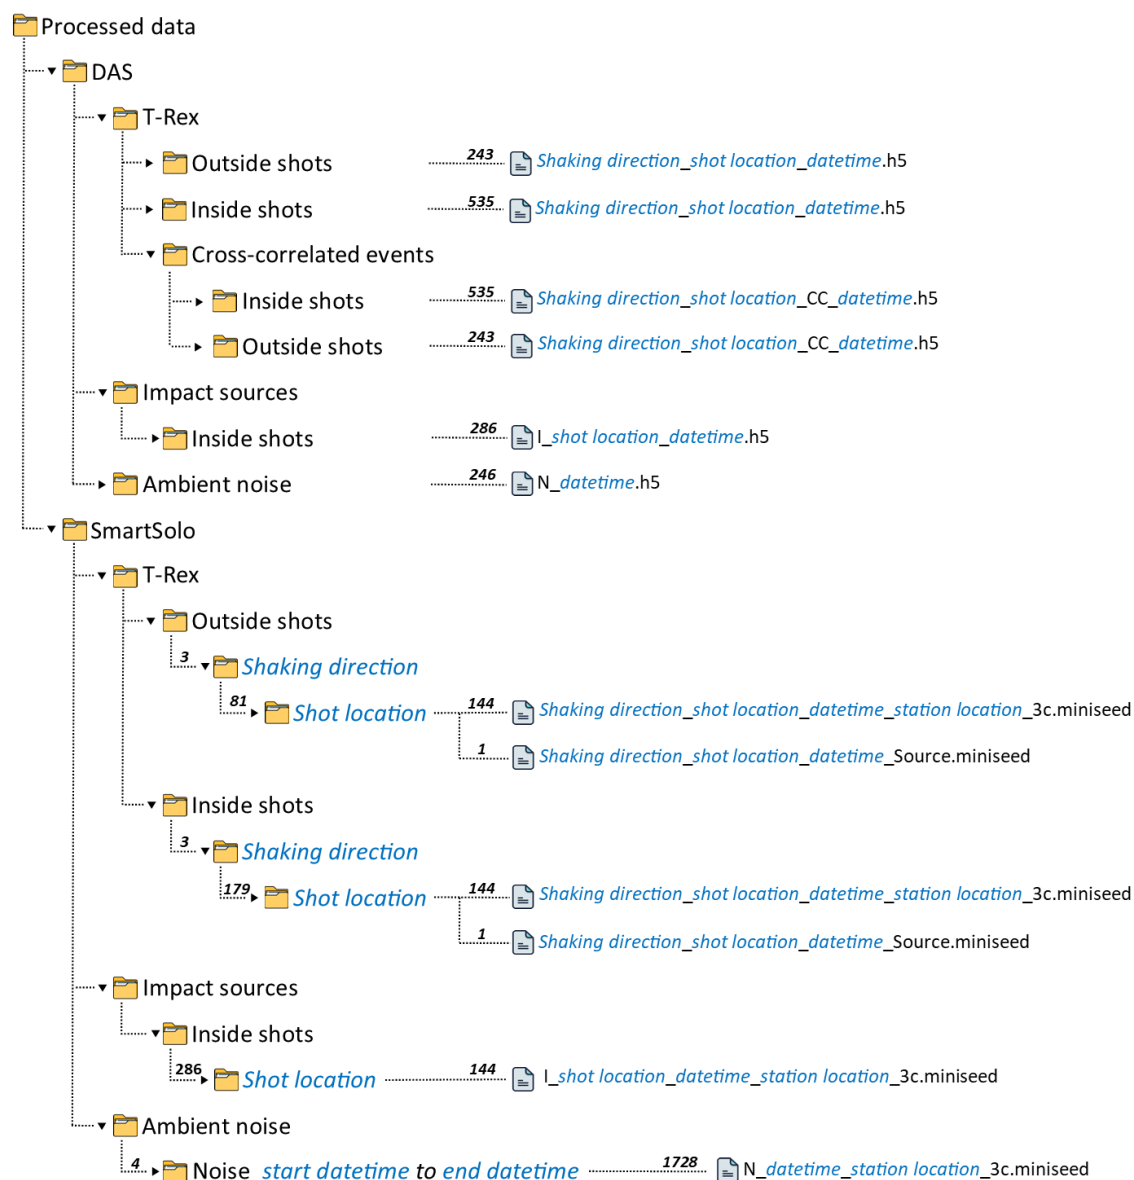 Processed data
DAS
T-Rex
Outside shots 243 Shaking direction_shot location_datetime.h5
Inside shots 535 Shaking direction_shot location_datetime.h5
Cross-correlated events
Inside shots 535 Shaking direction_shot location_CC_datetime.h5
Outside shots 243 Shaking direction_shot location_CC_datetime.h5
Impact sources
Inside shots 286 I_shot location_datetime.h5
Ambient noise 246 N_datetime.h5
SmartSolo
T-Rex
Outside shots
3 Shaking direction
81 Shot location 144 Shaking direction_shot location_datetime_station location_3c.miniseed
1 Shaking direction_shot location_datetime_Source.miniseed
Inside shots
3 Shaking direction
179 Shot location 144 Shaking direction_shot location_datetime_station location_3c.miniseed
1 Shaking direction_shot location_datetime_Source.miniseed
Impact sources
Inside shots
286 Shot location 144 I_shot location_datetime_station location_3c.miniseed
Ambient noise
4 Noise start datetime to end datetime 1728 N_datetime_station location_3c.miniseed